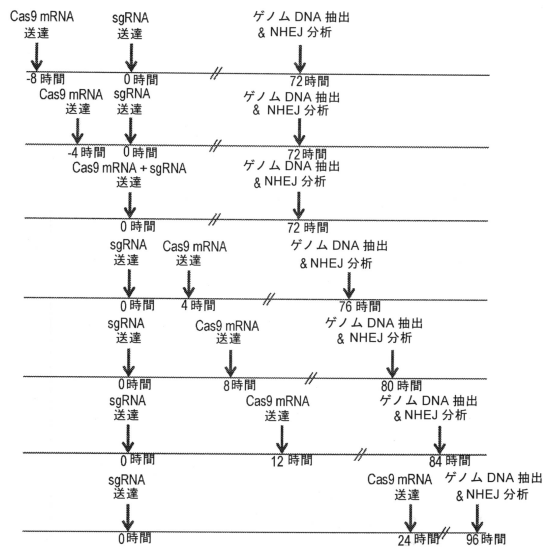 Cas9 mRNA 送達 sgRNA 送達 ゲノム DNA 抽出 & NHEJ 分析
-8 時間 0 時間 72 時間
Cas9 mRNA 送達 sgRNA 送達 ゲノム DNA 抽出 & NHEJ 分析
-4 時間 0 時間 72 時間
Cas9 mRNA + sgRNA 送達 ゲノム DNA 抽出 & NHEJ 分析
0 時間 72 時間
sgRNA 送達 Cas9 mRNA 送達 ゲノム DNA 抽出 & NHEJ 分析
0 時間 4 時間 76 時間
sgRNA 送達 Cas9 mRNA 送達 ゲノム DNA 抽出 & NHEJ 分析
0 時間 8 時間 80 時間
sgRNA 送達 Cas9 mRNA 送達 ゲノム DNA 抽出 & NHEJ 分析
0 時間 12 時間 84 時間
sgRNA 送達 Cas9 mRNA 送達 ゲノム DNA 抽出 & NHEJ 分析
0 時間 24 時間 96 時間